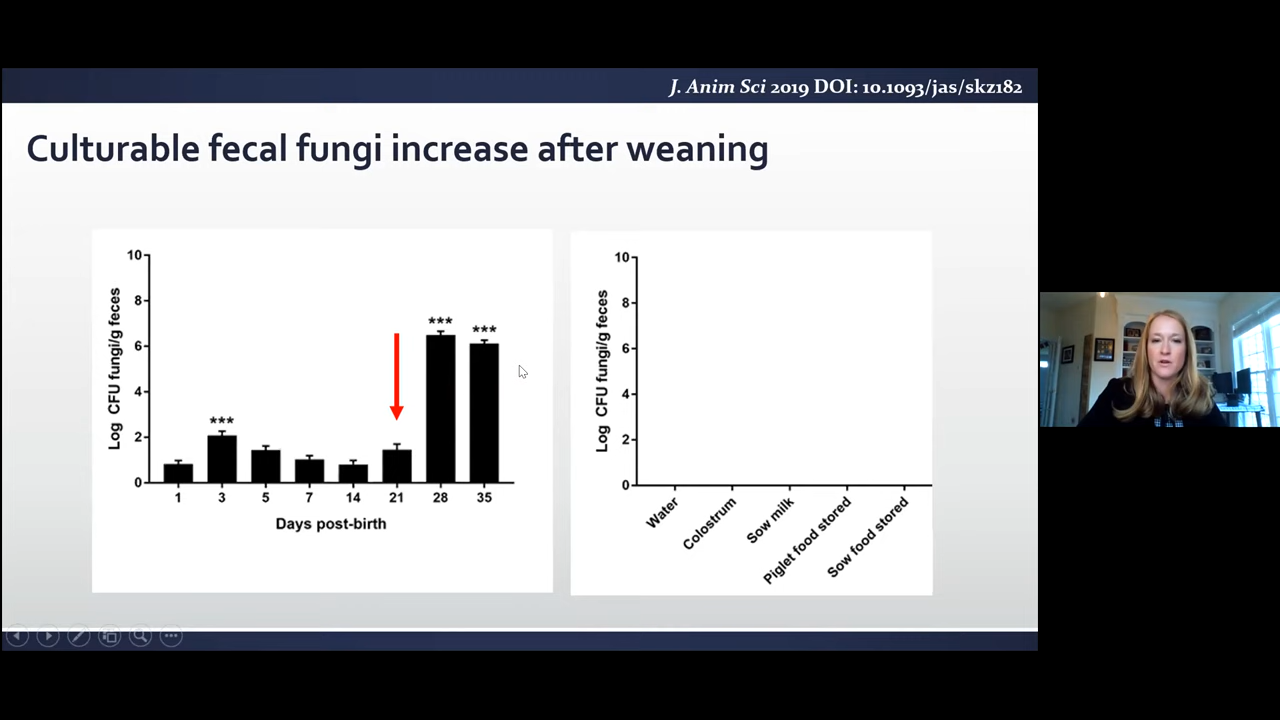 J. Anim Sci 2019 DOI: 10.1093/jas/skz182
Culturable fecal fungi increase after weaning
Log CFU fungi/g feces
10
8
6
4
2
0
***
***
***
1 3 5 7 14 21 28 35
Days post-birth
Log CFU fungi/g feces
10
8
6
4
2
0
Water
Colostrum
Sow milk
Piglet food stored
Sow food stored